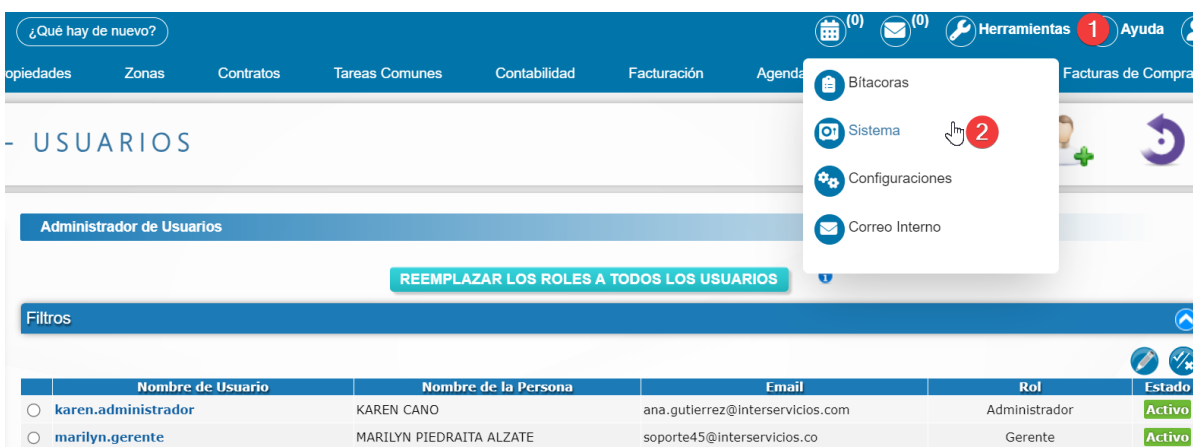 ¿Qué hay de nuevo?
(0)
(0)
Herramientas
1
Ayuda
opiedades
Zonas
Contratos
Tareas Comunes
Contabilidad
Facturación
Agenda
Facturas de Compra
Bítacoras
Sistema
2
Configuraciones
Correo Interno
- USUARIOS
Administrador de Usuarios
REEMPLAZAR LOS ROLES A TODOS LOS USUARIOS
Filtros
Nombre de Usuario Nombre de la Persona Email Rol Estado
karen.administrador KAREN CANO ana.gutierrez@interservicios.com Administrador Activo
marilyn.gerente MARILYN PIEDRAITA ALZATE soporte45@interservicios.co Gerente Activo